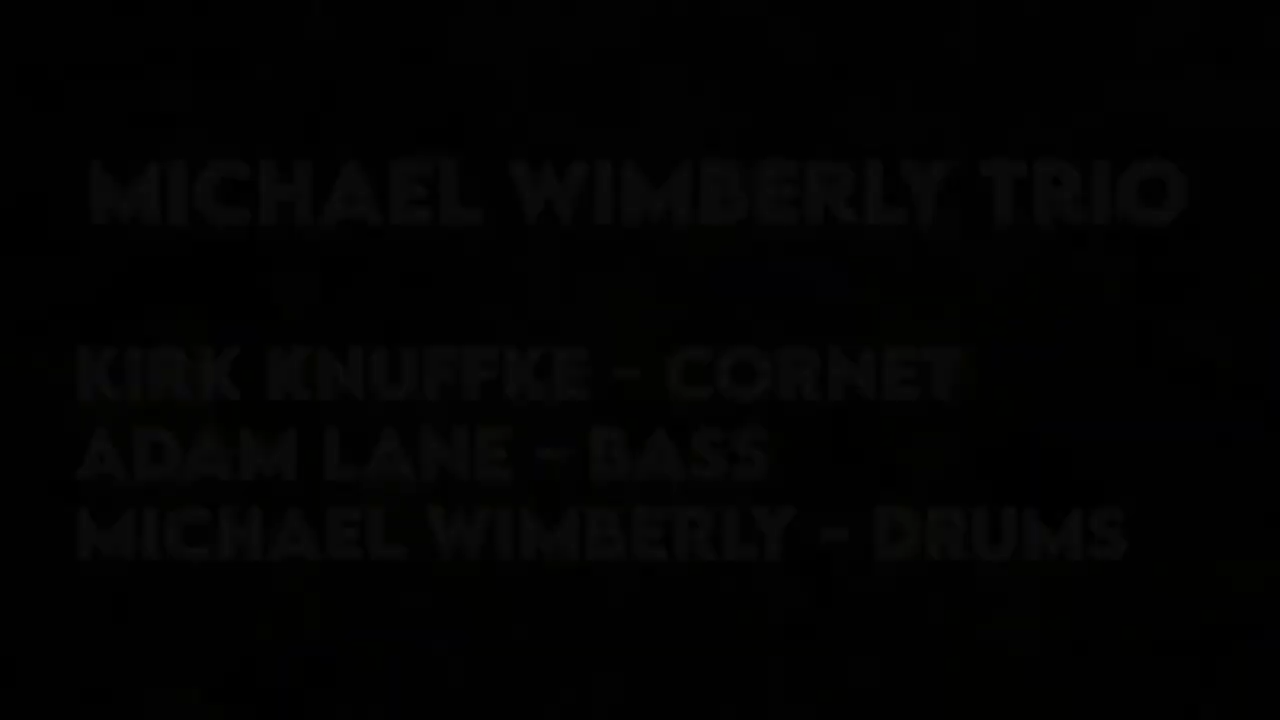 MICHAEL WIMBERLY TRIO
KIRK KNUFFKE - CORNET
ADAM LANE - BASS
MICHAEL WIMBERLY - DRUMS